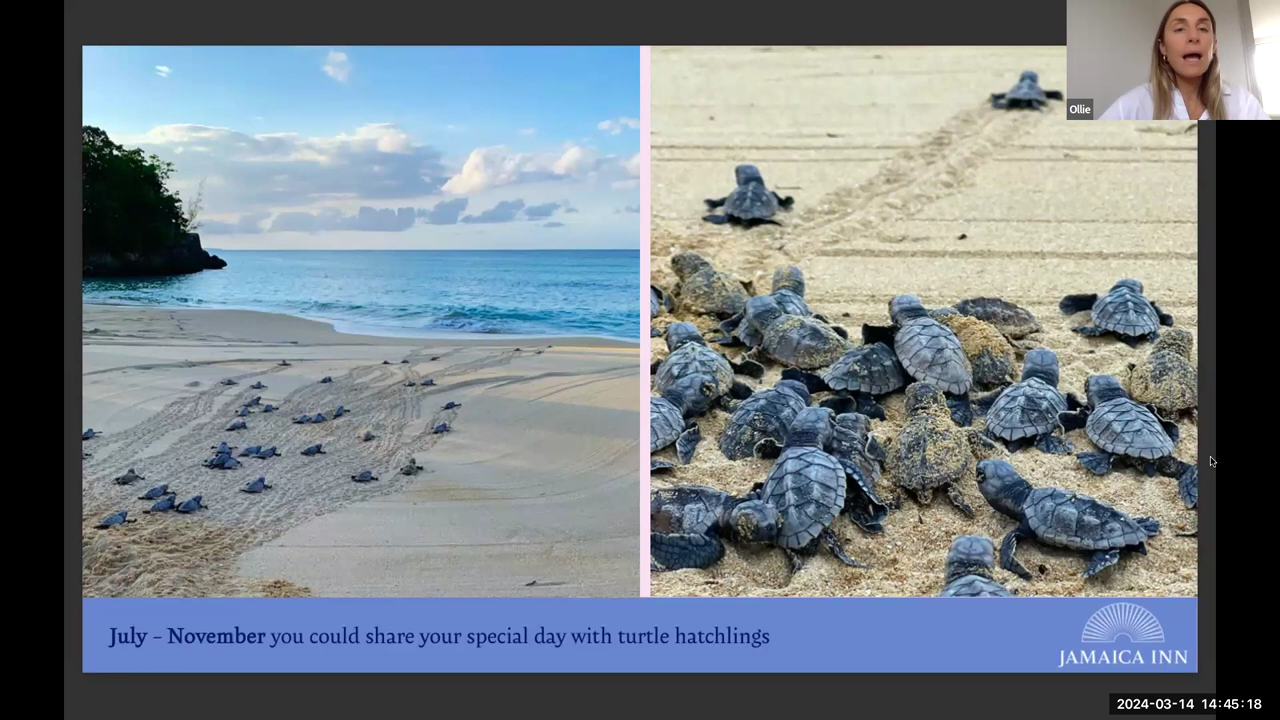 Ollie
July – November you could share your special day with turtle hatchlings
JAMAICA INN
2024-03-14 14:45:18